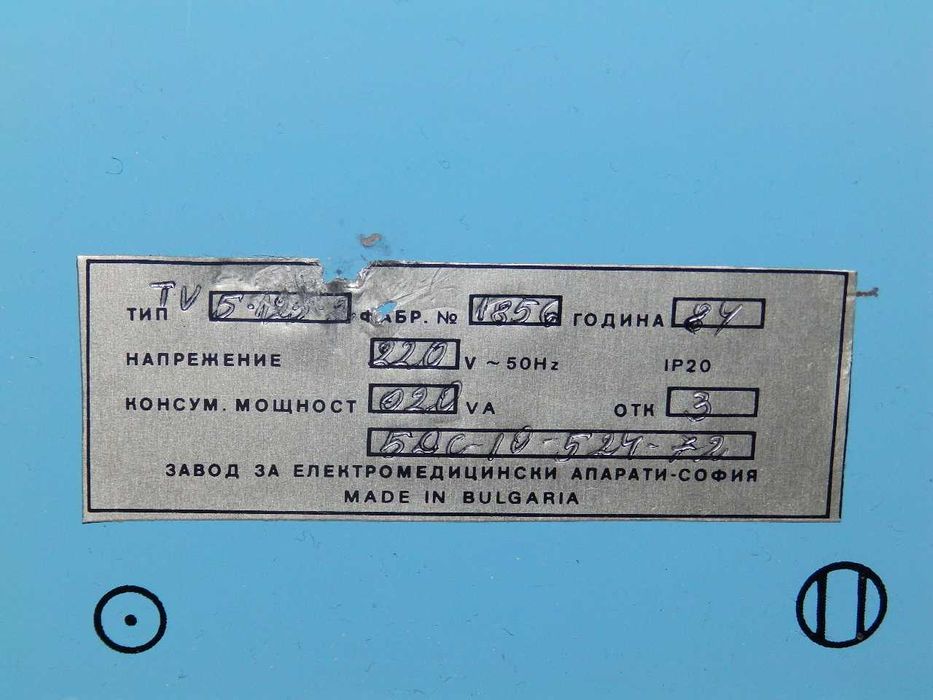 ТИП TV ФАБР. № 1856 ГОДИНА 84
НАПРЕЖЕНИЕ 220 V ~ 50Hz IP20
КОНСУМ. МОЩНОСТ 020 VA ОТК 3
ЗАВОД ЗА ЕЛЕКТРОМЕДИЦИНСКИ АПАРАТИ-СОФИЯ
MADE IN BULGARIA